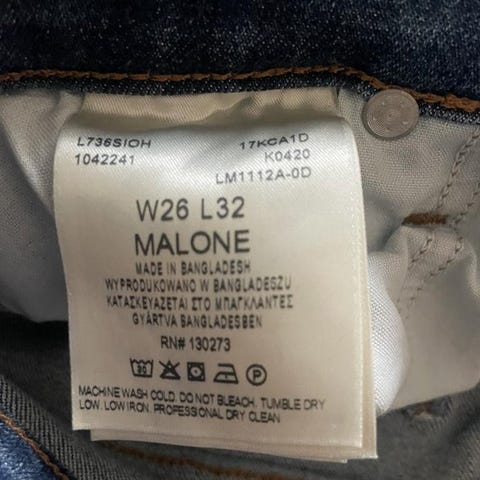 L736SIOH 17KCA1D
1042241 K0420
LM1112A-0D
W26 L32
MALONE
MADE IN BANGLADESH
WYPRODUKOWANO W BANGLADESZU
ΚΑΤΑΣΚΕΥΑΖΕΤΑΙ ΣΤΟ ΜΠΑΓΚΛΑΝΤΕΣ
GYÁRTVA BANGLADESBEN
RN# 130273
30 P
MACHINE WASH COLD. DO NOT BLEACH, TUMBLE DRY
LOW. LOW IRON. PROFESSIONAL DRY CLEAN